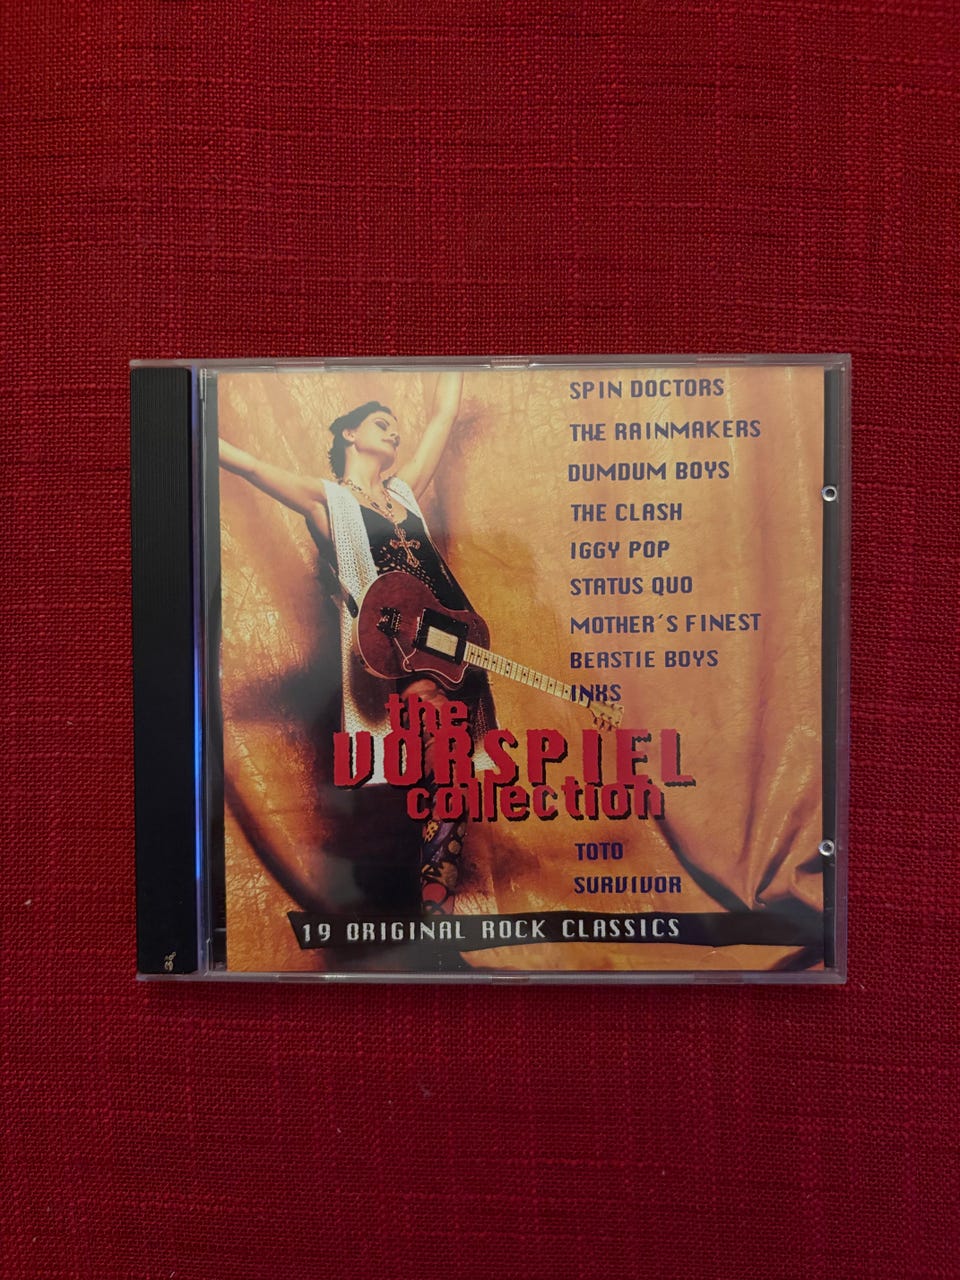 SPIN DOCTORS
THE RAINMAKERS
DUMDUM BOYS
THE CLASH
IGGY POP
STATUS QUO
MOTHER'S FINEST
BEASTIE BOYS
INXS
the
VORSPIEL
collection
TOTO
SURVIVOR
19 ORIGINAL ROCK CLASSICS